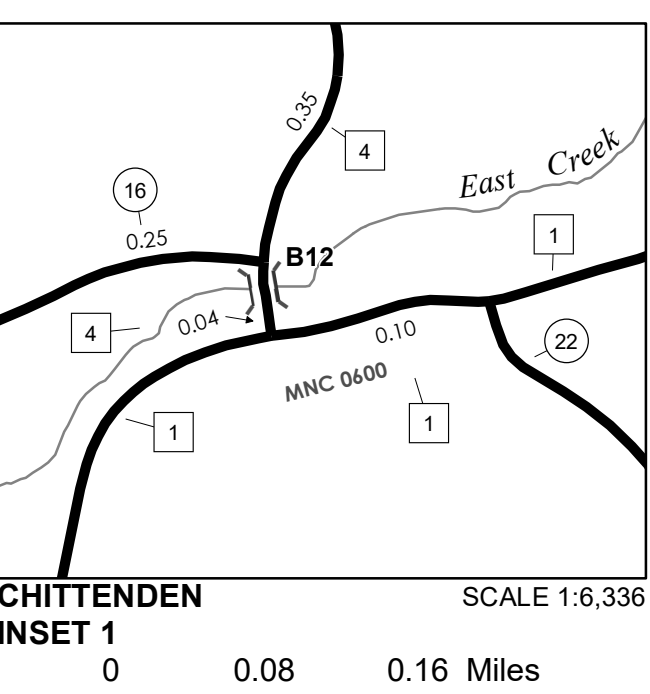 0.35
4
16
0.25
East Creek
1
B12
4
0.04
0.10
22
MNC 0600
1
1
CHITTENDEN
SCALE 1:6,336
INSET 1
0 0.08 0.16 Miles